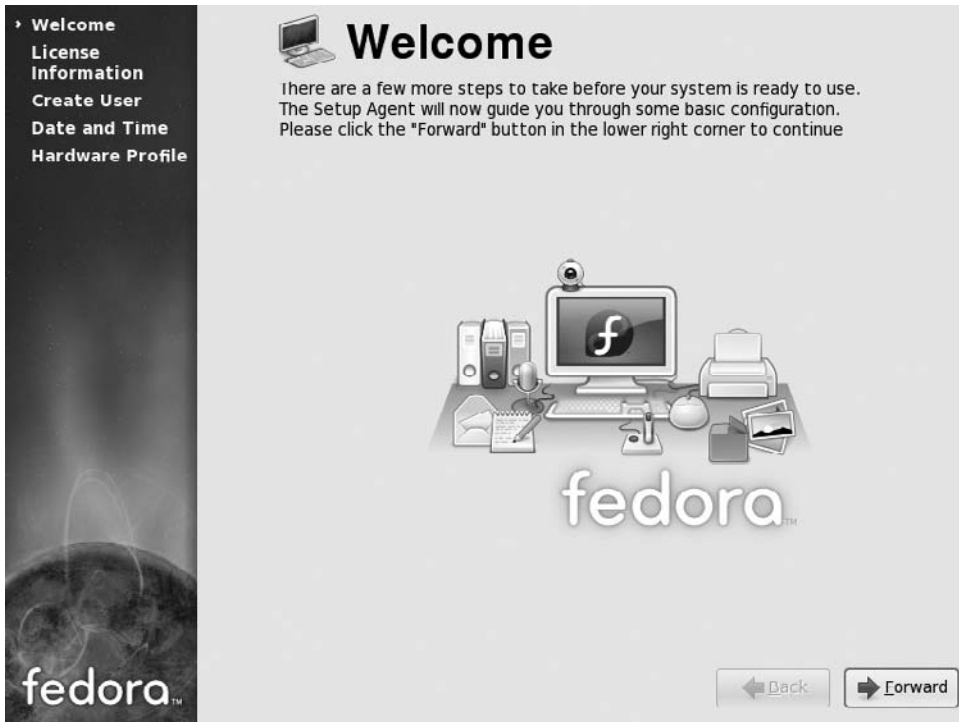 Welcome
License
Information
Create User
Date and Time
Hardware Profile
Welcome
There are a few more steps to take before your system is ready to use.
The Setup Agent will now guide you through some basic configuration.
Please click the "Forward" button in the lower right corner to continue
f
fedora™
fedora™
Back
Forward